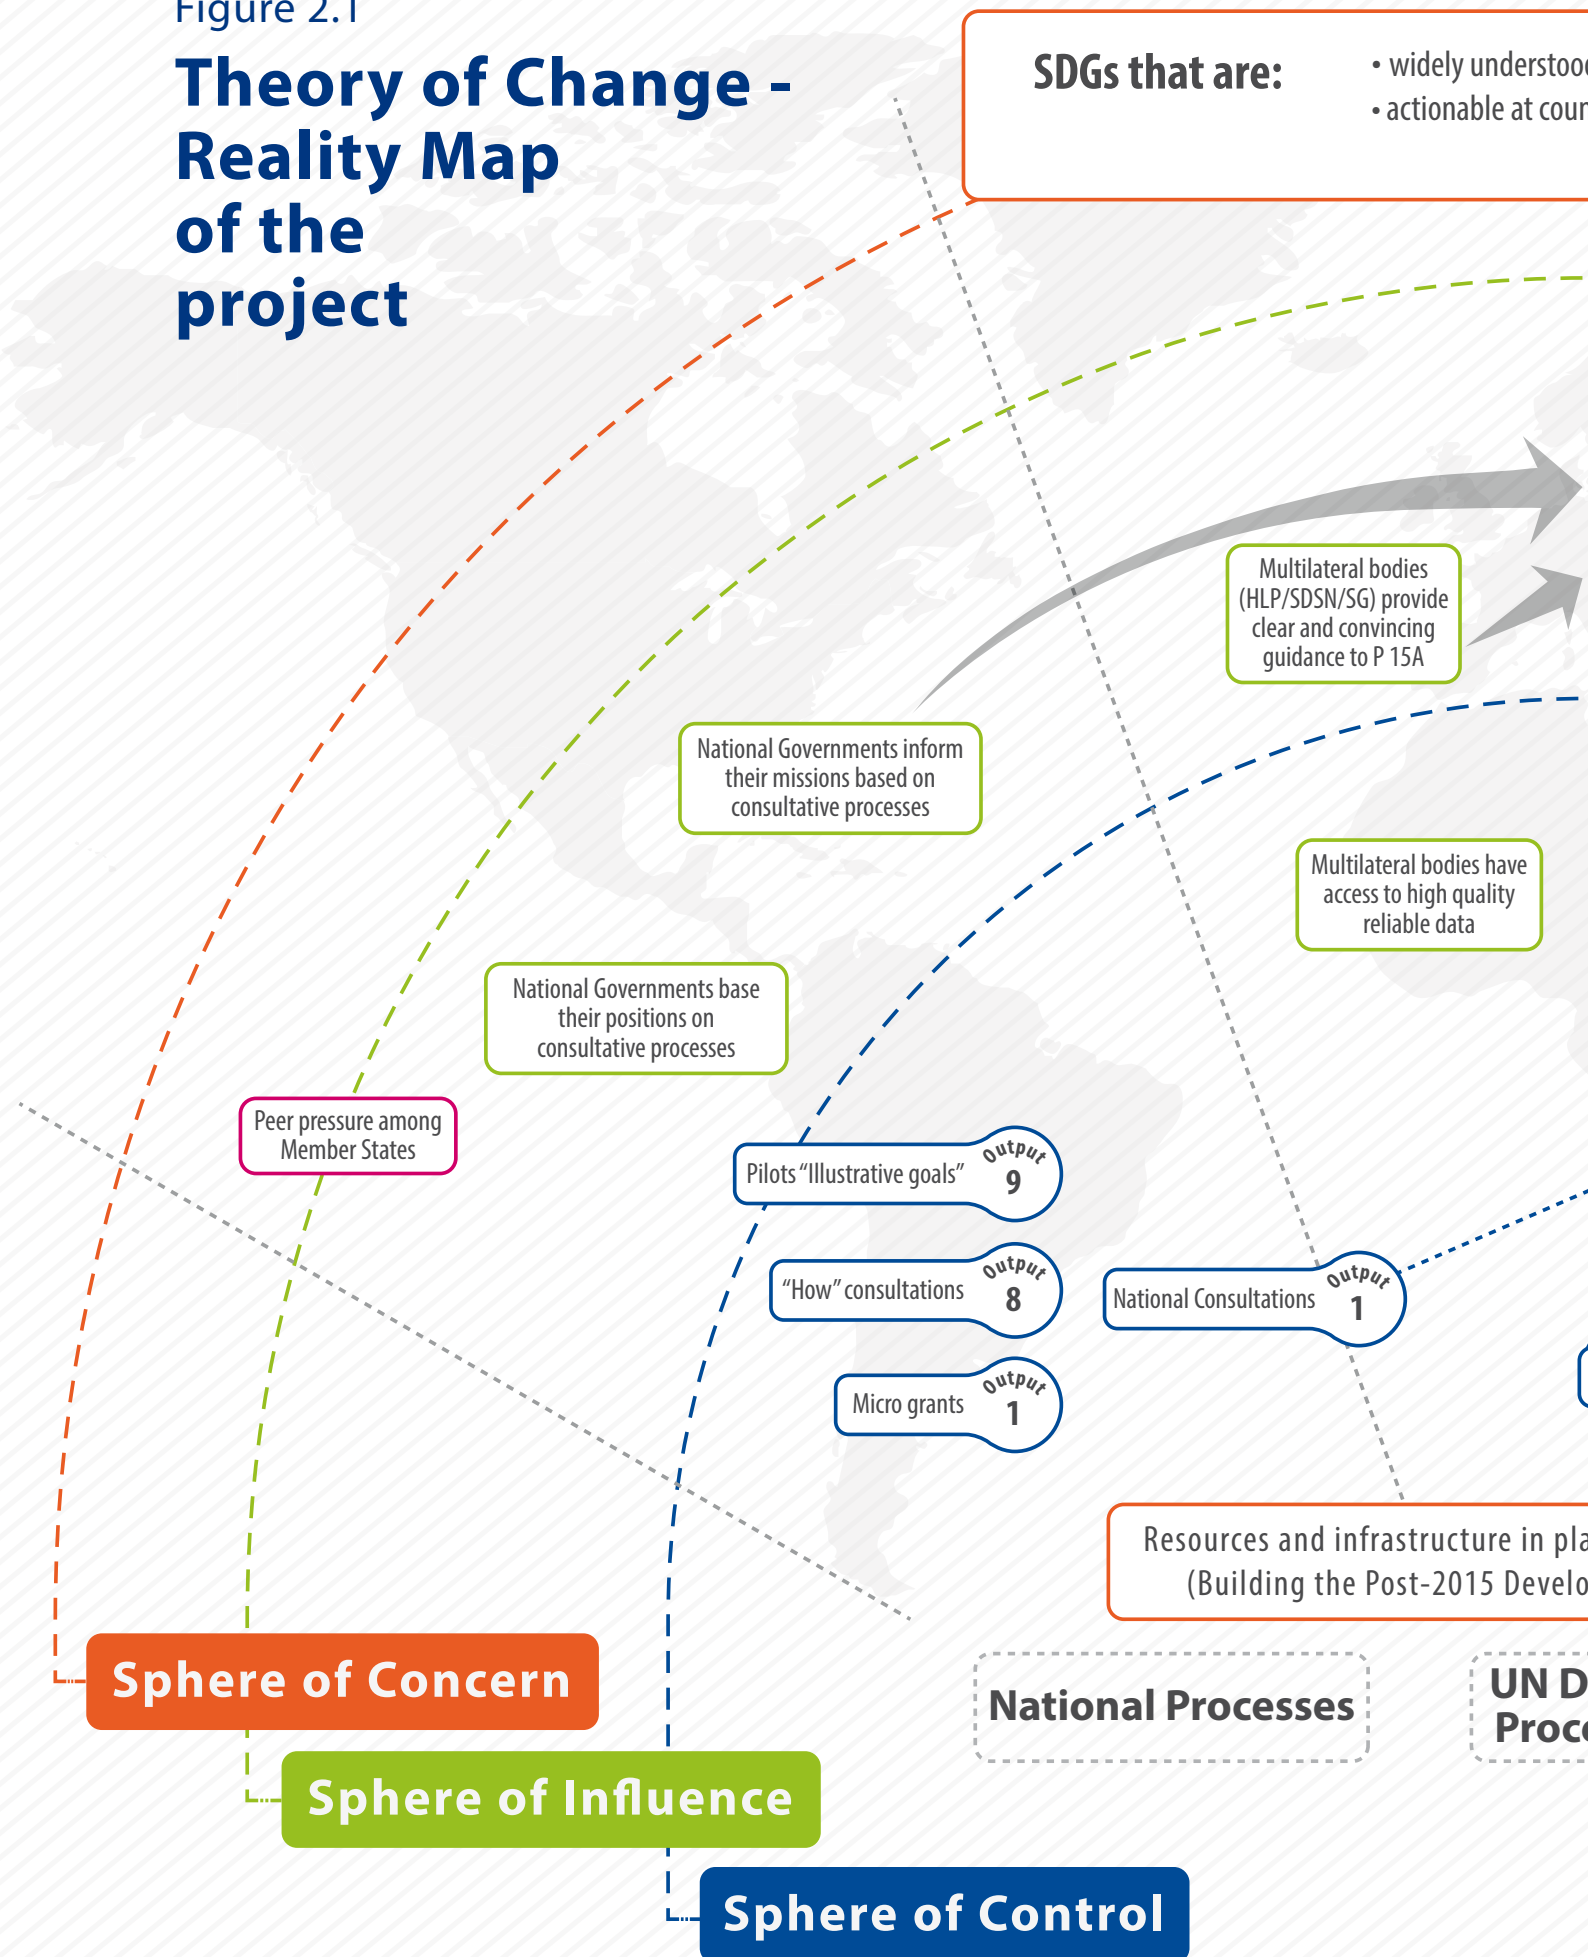 Figure 2.1
Theory of Change -
Reality Map
of the
project
SDGs that are:
• widely understood
• actionable at
Multilateral bodies
(HLP/SDSN/SG) provide
clear and convincing
guidance to P 15A
National Governments inform
their missions based on
consultative processes
Multilateral bodies have
access to high quality
reliable data
National Governments base
their positions on
consultative processes
Peer pressure among
Member States
Pilots “Illustrative goals”
Output
9
“How” consultations
Output
8
National Consultations
Output
1
Micro grants
Output
1
Resources and infrastructure in
(Building the Post-2015
Sphere of Concern
National Processes
UN
Sphere of Influence
Sphere of Control